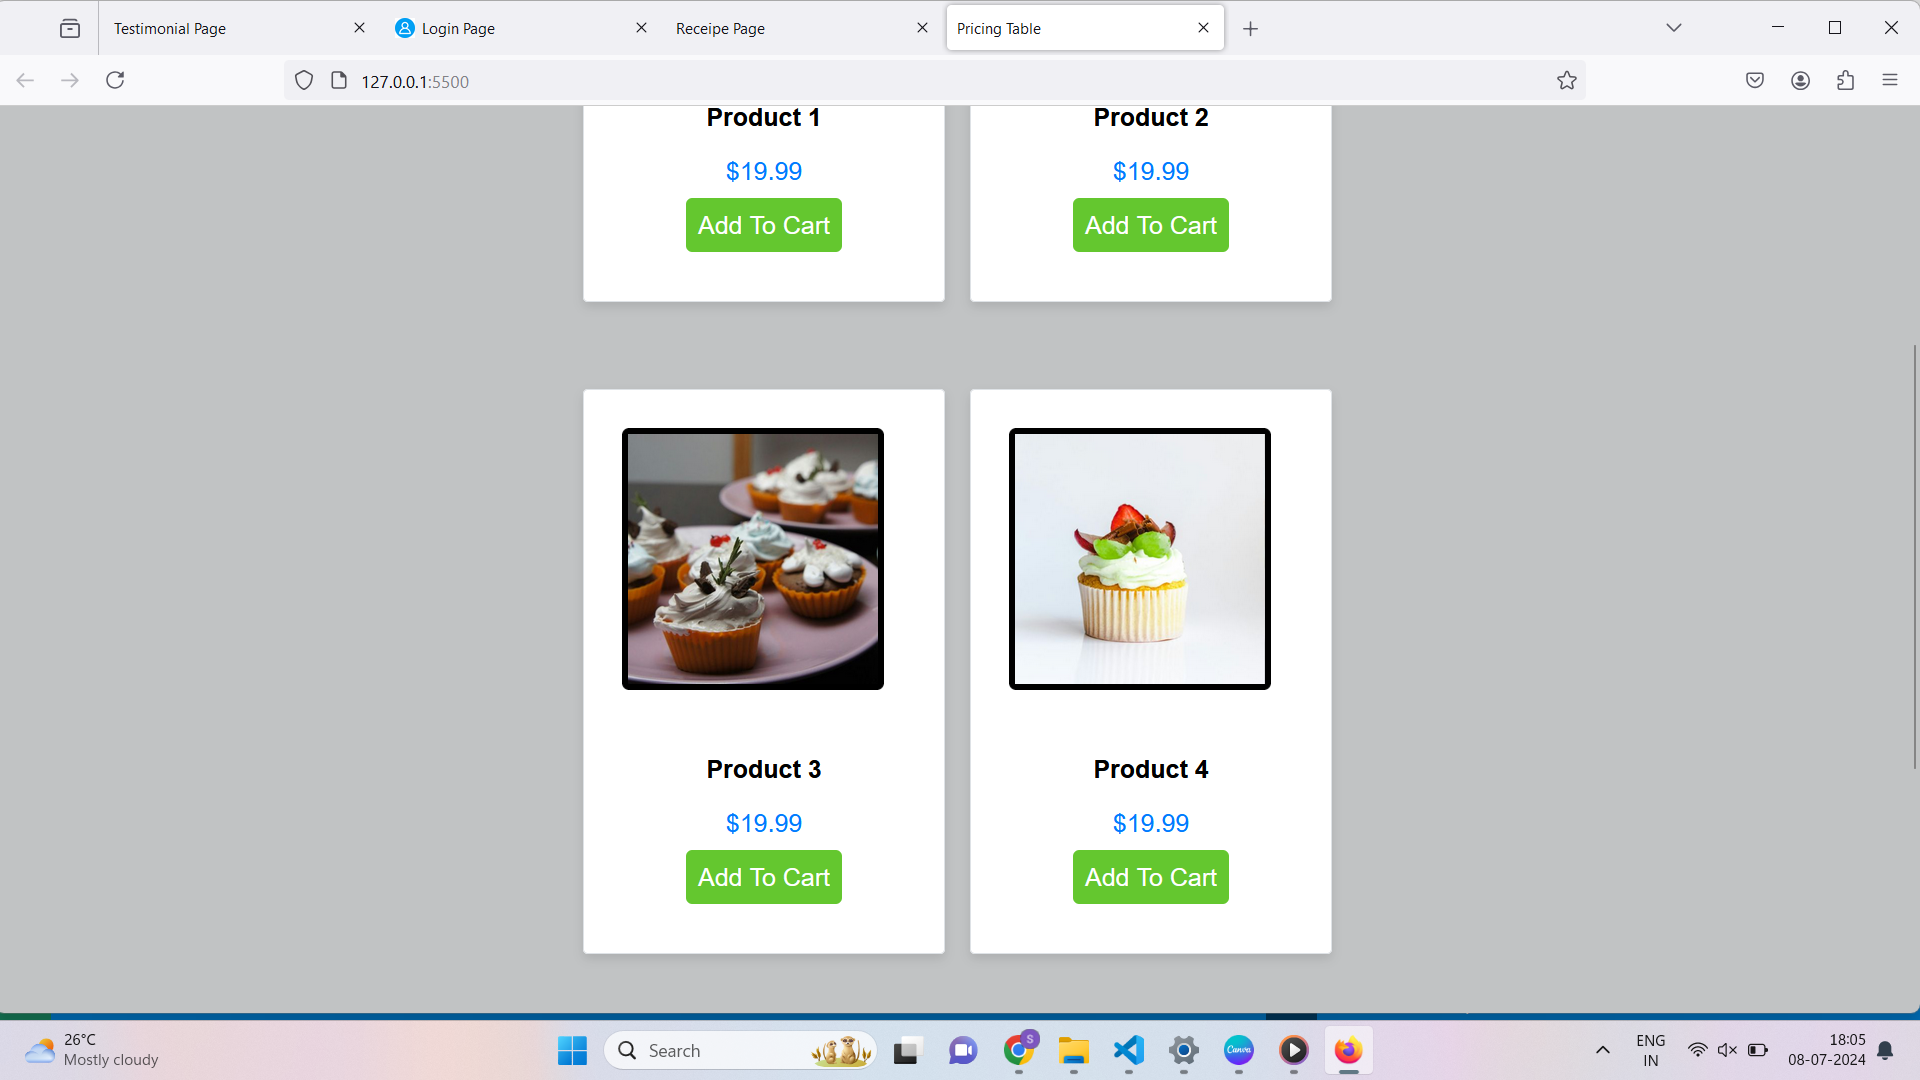 Testimonial Page
Login Page
Receipe Page
Pricing Table
127.0.0.1:5500
Product 1
Product 2
$19.99
$19.99
Add To Cart
Add To Cart
Product 3
Product 4
$19.99
$19.99
Add To Cart
Add To Cart
26°C
Mostly cloudy
Search
S
Canva
ENG
IN
18:05
08-07-2024